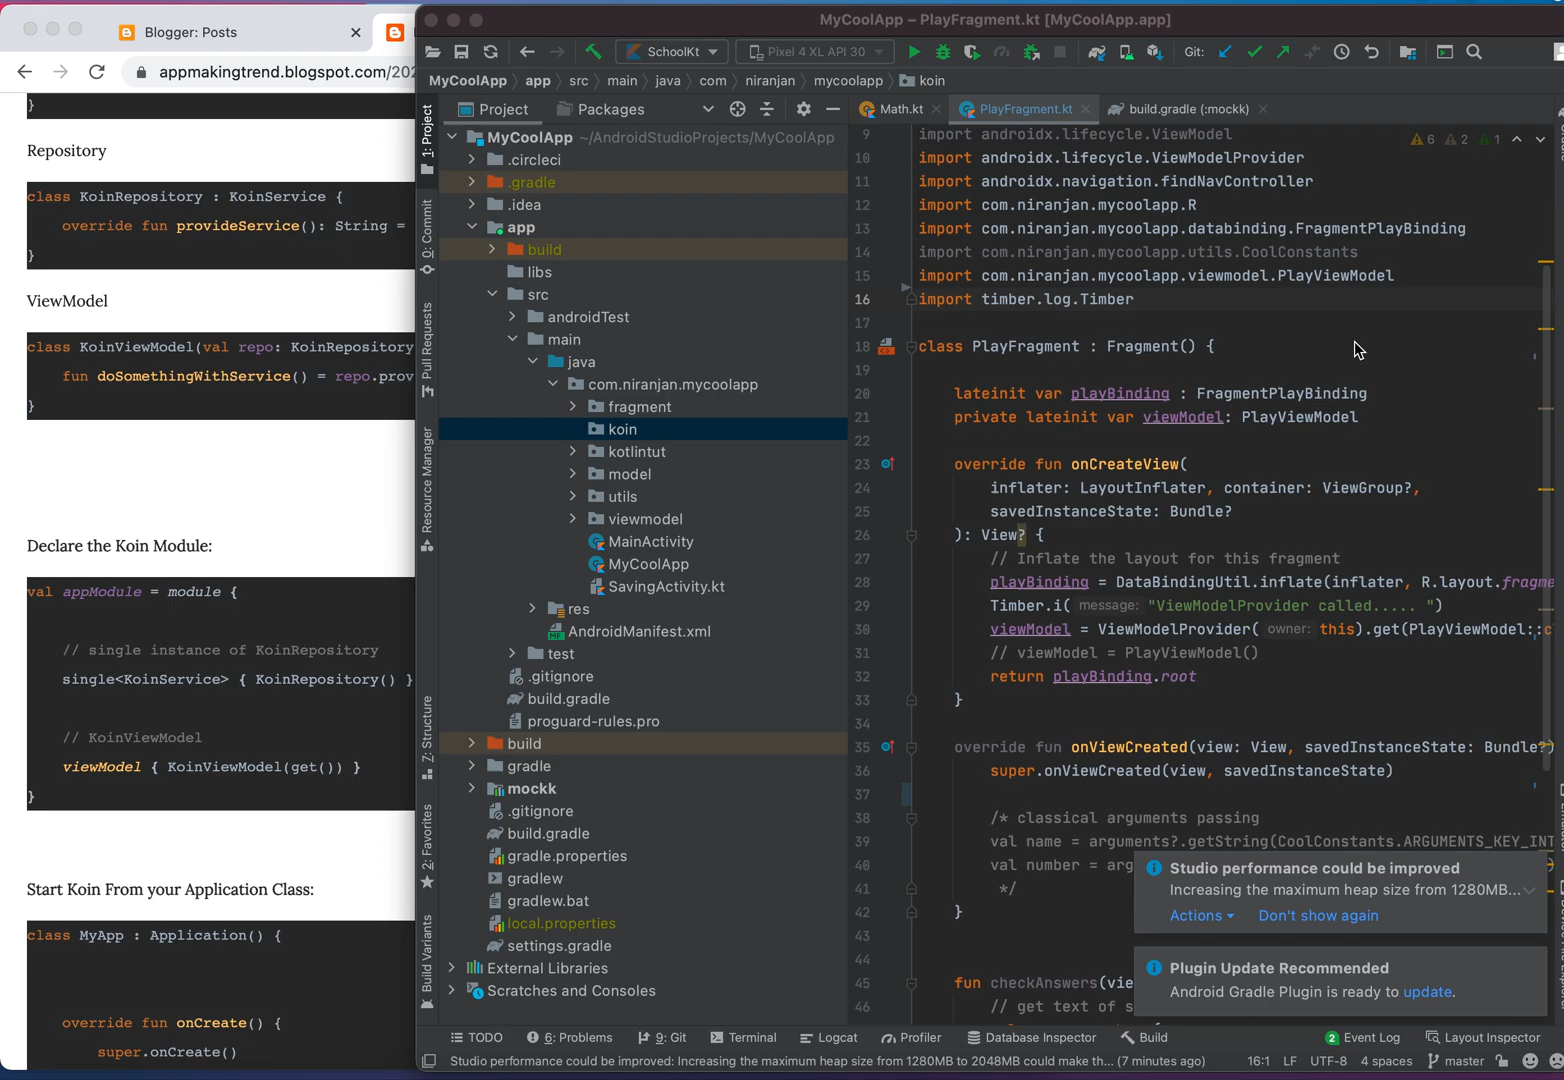 Blogger: Posts
appmakingtrend.blogspot.com/202
}
Repository
class KoinRepository : KoinService {
override fun provideService(): String =
}
ViewModel
class KoinViewModel(val repo: KoinRepository
fun doSomethingWithService() = repo.prov
}
Declare the Koin Module:
val appModule = module {
// single instance of KoinRepository
single<KoinService> { KoinRepository() }
// KoinViewModel
viewModel { KoinViewModel(get()) }
}
Start Koin From your Application Class:
class MyApp : Application() {
override fun onCreate() {
super.onCreate()
MyCoolApp – PlayFragment.kt [MyCoolApp.app]
SchoolKt
Pixel 4 XL API 30
Git:
MyCoolApp
app
src
main
java
com
niranjan
mycoolapp
koin
Project
Packages
Math.kt
PlayFragment.kt
build.gradle (:mockk)
1: Project
0: Commit
Pull Requests
Resource Manager
Z: Structure
2: Favorites
Build Variants
MyCoolApp ~/AndroidStudioProjects/MyCoolApp
.circleci
.gradle
.idea
app
build
libs
src
androidTest
main
java
com.niranjan.mycoolapp
fragment
koin
kotlintut
model
utils
viewmodel
MainActivity
MyCoolApp
SavingActivity.kt
res
AndroidManifest.xml
test
.gitignore
build.gradle
proguard-rules.pro
build
gradle
mockk
.gitignore
build.gradle
gradle.properties
gradlew
gradlew.bat
local.properties
settings.gradle
External Libraries
Scratches and Consoles
6 2 1
9 import androidx.lifecycle.ViewModel
10 import androidx.lifecycle.ViewModelProvider
11 import androidx.navigation.findNavController
12 import com.niranjan.mycoolapp.R
13 import com.niranjan.mycoolapp.databinding.FragmentPlayBinding
14 import com.niranjan.mycoolapp.utils.CoolConstants
15 import com.niranjan.mycoolapp.viewmodel.PlayViewModel
16 import timber.log.Timber
17
18 class PlayFragment : Fragment() {
19
20 lateinit var playBinding : FragmentPlayBinding
21 private lateinit var viewModel: PlayViewModel
22
23 override fun onCreateView(
24 inflater: LayoutInflater, container: ViewGroup?,
25 savedInstanceState: Bundle?
26 ): View? {
27 // Inflate the layout for this fragment
28 playBinding = DataBindingUtil.inflate(inflater, R.layout.fragme
29 Timber.i( message: "ViewModelProvider called..... ")
30 viewModel = ViewModelProvider( owner: this).get(PlayViewModel::c
31 // viewModel = PlayViewModel()
32 return playBinding.root
33 }
34
35 override fun onViewCreated(view: View, savedInstanceState: Bundle?)
36 super.onViewCreated(view, savedInstanceState)
37
38 /* classical arguments passing
39 val name = arguments?.getString(CoolConstants.ARGUMENTS_KEY_INT
40 val number = arg
41 */
42 }
43
44
45 fun checkAnswers(vie
46 // get text of s
Studio performance could be improved
Increasing the maximum heap size from 1280MB...
Actions
Don't show again
Plugin Update Recommended
Android Gradle Plugin is ready to update.
TODO
6: Problems
9: Git
Terminal
Logcat
Profiler
Database Inspector
Build
2 Event Log
Layout Inspector
Studio performance could be improved: Increasing the maximum heap size from 1280MB to 2048MB could make th... (7 minutes ago)
16:1
LF
UTF-8
4 spaces
master